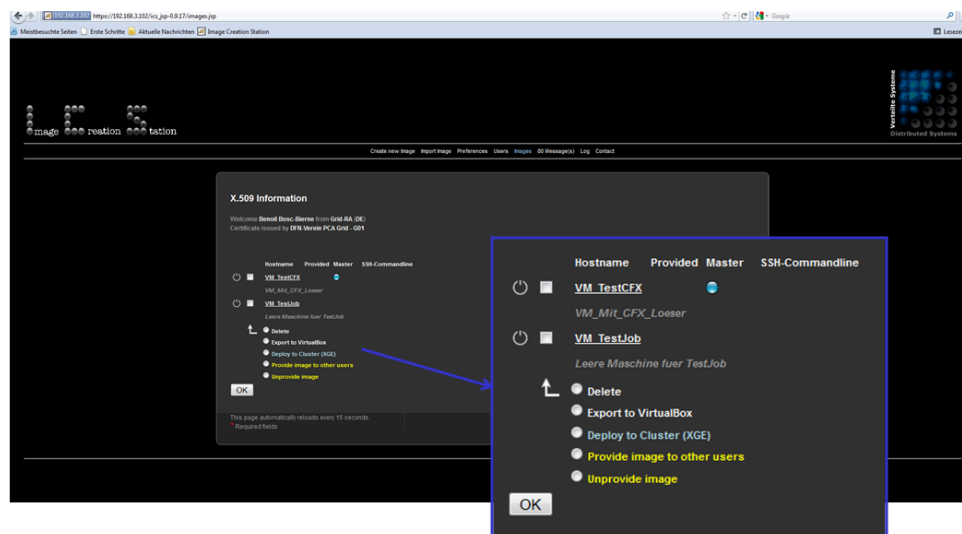 192.168.3.102 https://192.168.3.102/ics_jsp-0.9.17/images.jsp
Google
Meistbesuchte Seiten Erste Schritte Aktuelle Nachrichten Image Creation Station
Lesezei
Image Creation Station
Verteilte Systeme
Distributed Systems
Create new Image Import Image Preferences Users Images 80 Message(s) Log Contact
X.509 Information
Welcome Benoit Bosc-Bierne from Grid-RA (DE)
Certificate issued by DFN-Verein PCA Grid - G01
Hostname Provided Master SSH-Commandline
VM_TestCFX
VM_Mit_CFX_Loeser
VM_TestJob
Leere Maschine fuer TestJob
Delete
Export to VirtualBox
Deploy to Cluster (XGE)
Provide image to other users
Unprovide image
OK
This page automatically reloads every 15 seconds.
* Required fields
Hostname Provided Master SSH-Commandline
VM_TestCFX
VM_Mit_CFX_Loeser
VM_TestJob
Leere Maschine fuer TestJob
Delete
Export to VirtualBox
Deploy to Cluster (XGE)
Provide image to other users
Unprovide image
OK